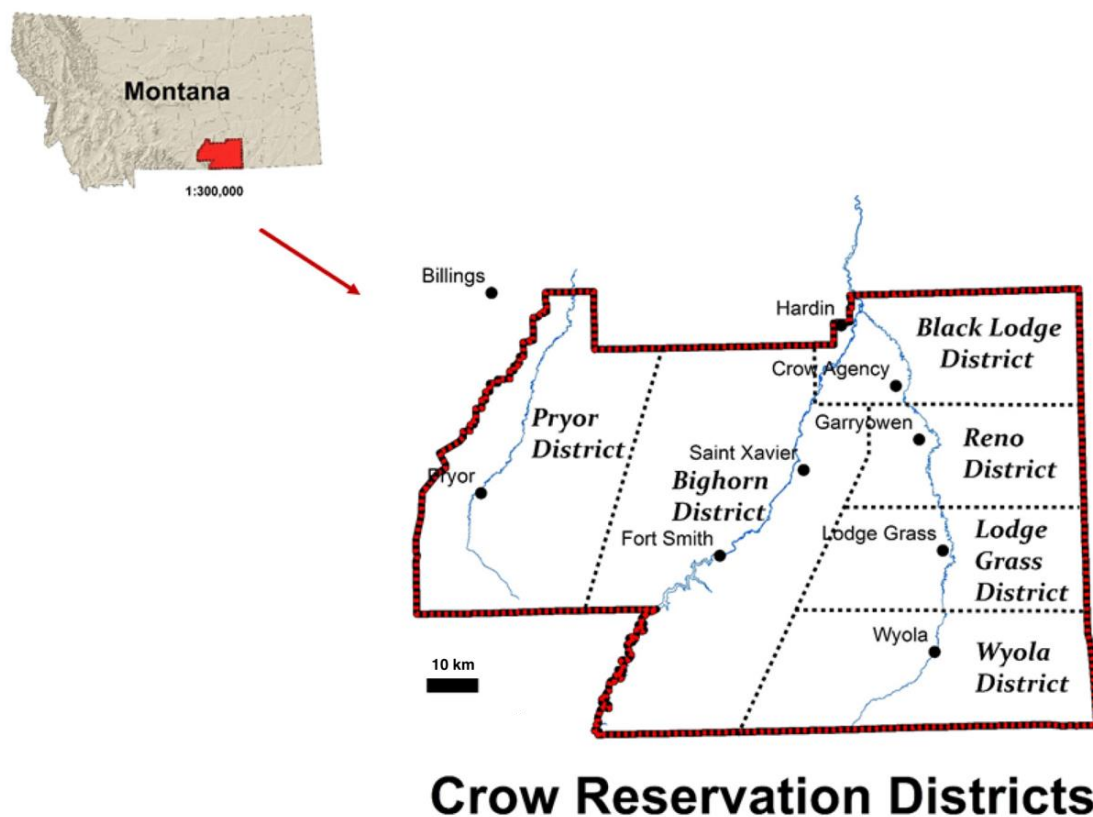 Montana
1:300,000
Billings
Hardin
Black Lodge
District
Crow Agency
Pryor
District
Garryowen
Reno
District
Saint Xavier
Pryor
Bighorn
District
Fort Smith
Lodge Grass
Lodge
Grass
District
Wyola
Wyola
District
10 km
Crow Reservation Districts